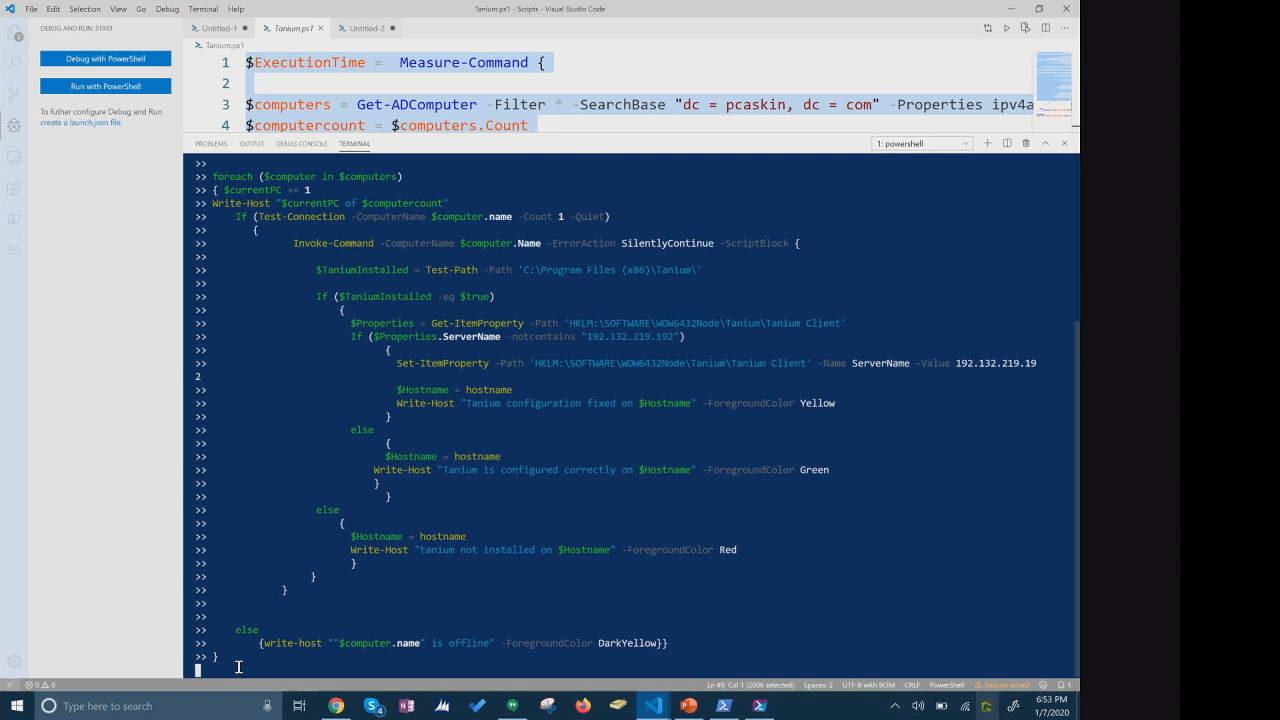 File Edit Selection View Go Debug Terminal Help
Tanium.ps1 - Scripts - Visual Studio Code
DEBUG AND RUN: START
Untitled-1
Tanium.ps1
Untitled-2
2
Tanium.ps1
Debug with PowerShell
Run with PowerShell
To futher configure Debug and Run
create a launch.json file.
1 $ExecutionTime = Measure-Command {
2
3 $computers = Get-ADComputer -Filter * -SearchBase "dc = pcaskin, dc = com" -Properties ipv4a
4 $computercount = $computers.Count
PROBLEMS OUTPUT DEBUG CONSOLE TERMINAL
1: powershell
>>
>> foreach ($computer in $computers)
>> { $currentPC += 1
>> Write-Host "$currentPC of $computercount"
>> If (Test-Connection -ComputerName $computer.name -Count 1 -Quiet)
>> {
>> Invoke-Command -ComputerName $computer.Name -ErrorAction SilentlyContinue -ScriptBlock {
>>
>> $TaniumInstalled = Test-Path -Path 'C:\Program Files (x86)\Tanium\'
>>
>> If ($TaniumInstalled -eq $true)
>> {
>> $Properties = Get-ItemProperty -Path 'HKLM:\SOFTWARE\WOW6432Node\Tanium\Tanium Client'
>> If ($Properties.ServerName -notcontains "192.132.219.192")
>> {
>> Set-ItemProperty -Path 'HKLM:\SOFTWARE\WOW6432Node\Tanium\Tanium Client' -Name ServerName -Value 192.132.219.19
2
>>
>> $Hostname = hostname
>> Write-Host "Tanium configuration fixed on $Hostname" -ForegroundColor Yellow
>> }
>> else
>> {
>> $Hostname = hostname
>> Write-Host "Tanium is configured correctly on $Hostname" -ForegroundColor Green
>> }
>> }
>> else
>> {
>> $Hostname = hostname
>> Write-Host "tanium not installed on $Hostname" -ForegroundColor Red
>> }
>> }
>> }
>>
>>
>> else
>> {write-host ""$computer.name" is offline" -ForegroundColor DarkYellow}}
>> }
0 0
Ln 49, Col 1 (2006 selected) Spaces: 2 UTF-8 with BOM CRLF PowerShell Session exited 1
Type here to search
4
6:53 PM
1/7/2020